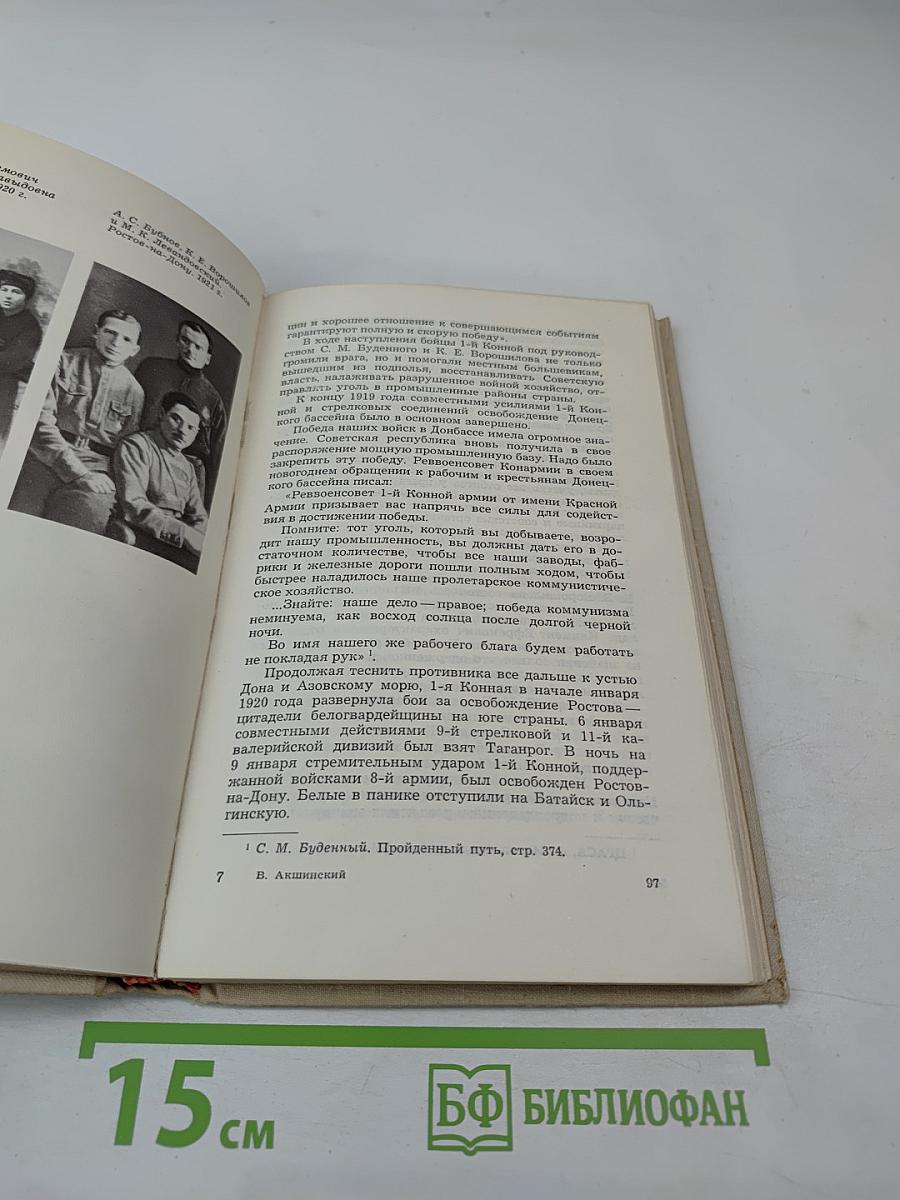 мович
авыдовна
920 г.
А. С. Бубнов, К. Е. Ворошилов
и М. К. Левандовский.
Ростов-на-Дону. 1921 г.
ции и хорошее отношение к совершающимся событиям
гарантируют полную и скорую победу».
В ходе наступления бойцы 1-й Конной под руковод-
ством С. М. Буденного и К. Е. Ворошилова не только
громили врага, но и помогали местным большевикам,
вышедшим из подполья, восстанавливать Советскую
власть, налаживать разрушенное войной хозяйство, от-
правлять уголь в промышленные районы страны.
К концу 1919 года совместными усилиями 1-й Кон-
ной и стрелковых соединений освобождение Донец-
кого бассейна было в основном завершено.
Победа наших войск в Донбассе имела огромное зна-
чение. Советская республика вновь получила в свое
распоряжение мощную промышленную базу. Надо было
закрепить эту победу. Реввоенсовет Конармии в своем
новогоднем обращении к рабочим и крестьянам Донец-
кого бассейна писал:
«Реввоенсовет 1-й Конной армии от имени Красной
Армии призывает вас напрячь все силы для содейст-
вия в достижении победы.
Помните: тот уголь, который вы добываете, возро-
дит нашу промышленность, вы должны дать его в до-
статочном количестве, чтобы все наши заводы, фаб-
рики и железные дороги пошли полным ходом, чтобы
быстрее наладилось наше пролетарское коммунистиче-
ское хозяйство.
...Знайте: наше дело — правое; победа коммунизма
неминуема, как восход солнца после долгой черной
ночи.
Во имя нашего же рабочего блага будем работать
не покладая рук» ¹.
Продолжая теснить противника все дальше к устью
Дона и Азовскому морю, 1-я Конная в начале января
1920 года развернула бои за освобождение Ростова —
цитадели белогвардейщины на юге страны. 6 января
совместными действиями 9-й стрелковой и 11-й ка-
валерийской дивизий был взят Таганрог. В ночь на
9 января стремительным ударом 1-й Конной, поддер-
жанной войсками 8-й армии, был освобожден Ростов-
на-Дону. Белые в панике отступили на Батайск и Оль-
гинскую.
¹ С. М. Буденный. Пройденный путь, стр. 374.
7 В. Акшинский 97
15 см
БФ БИБЛИОФАН